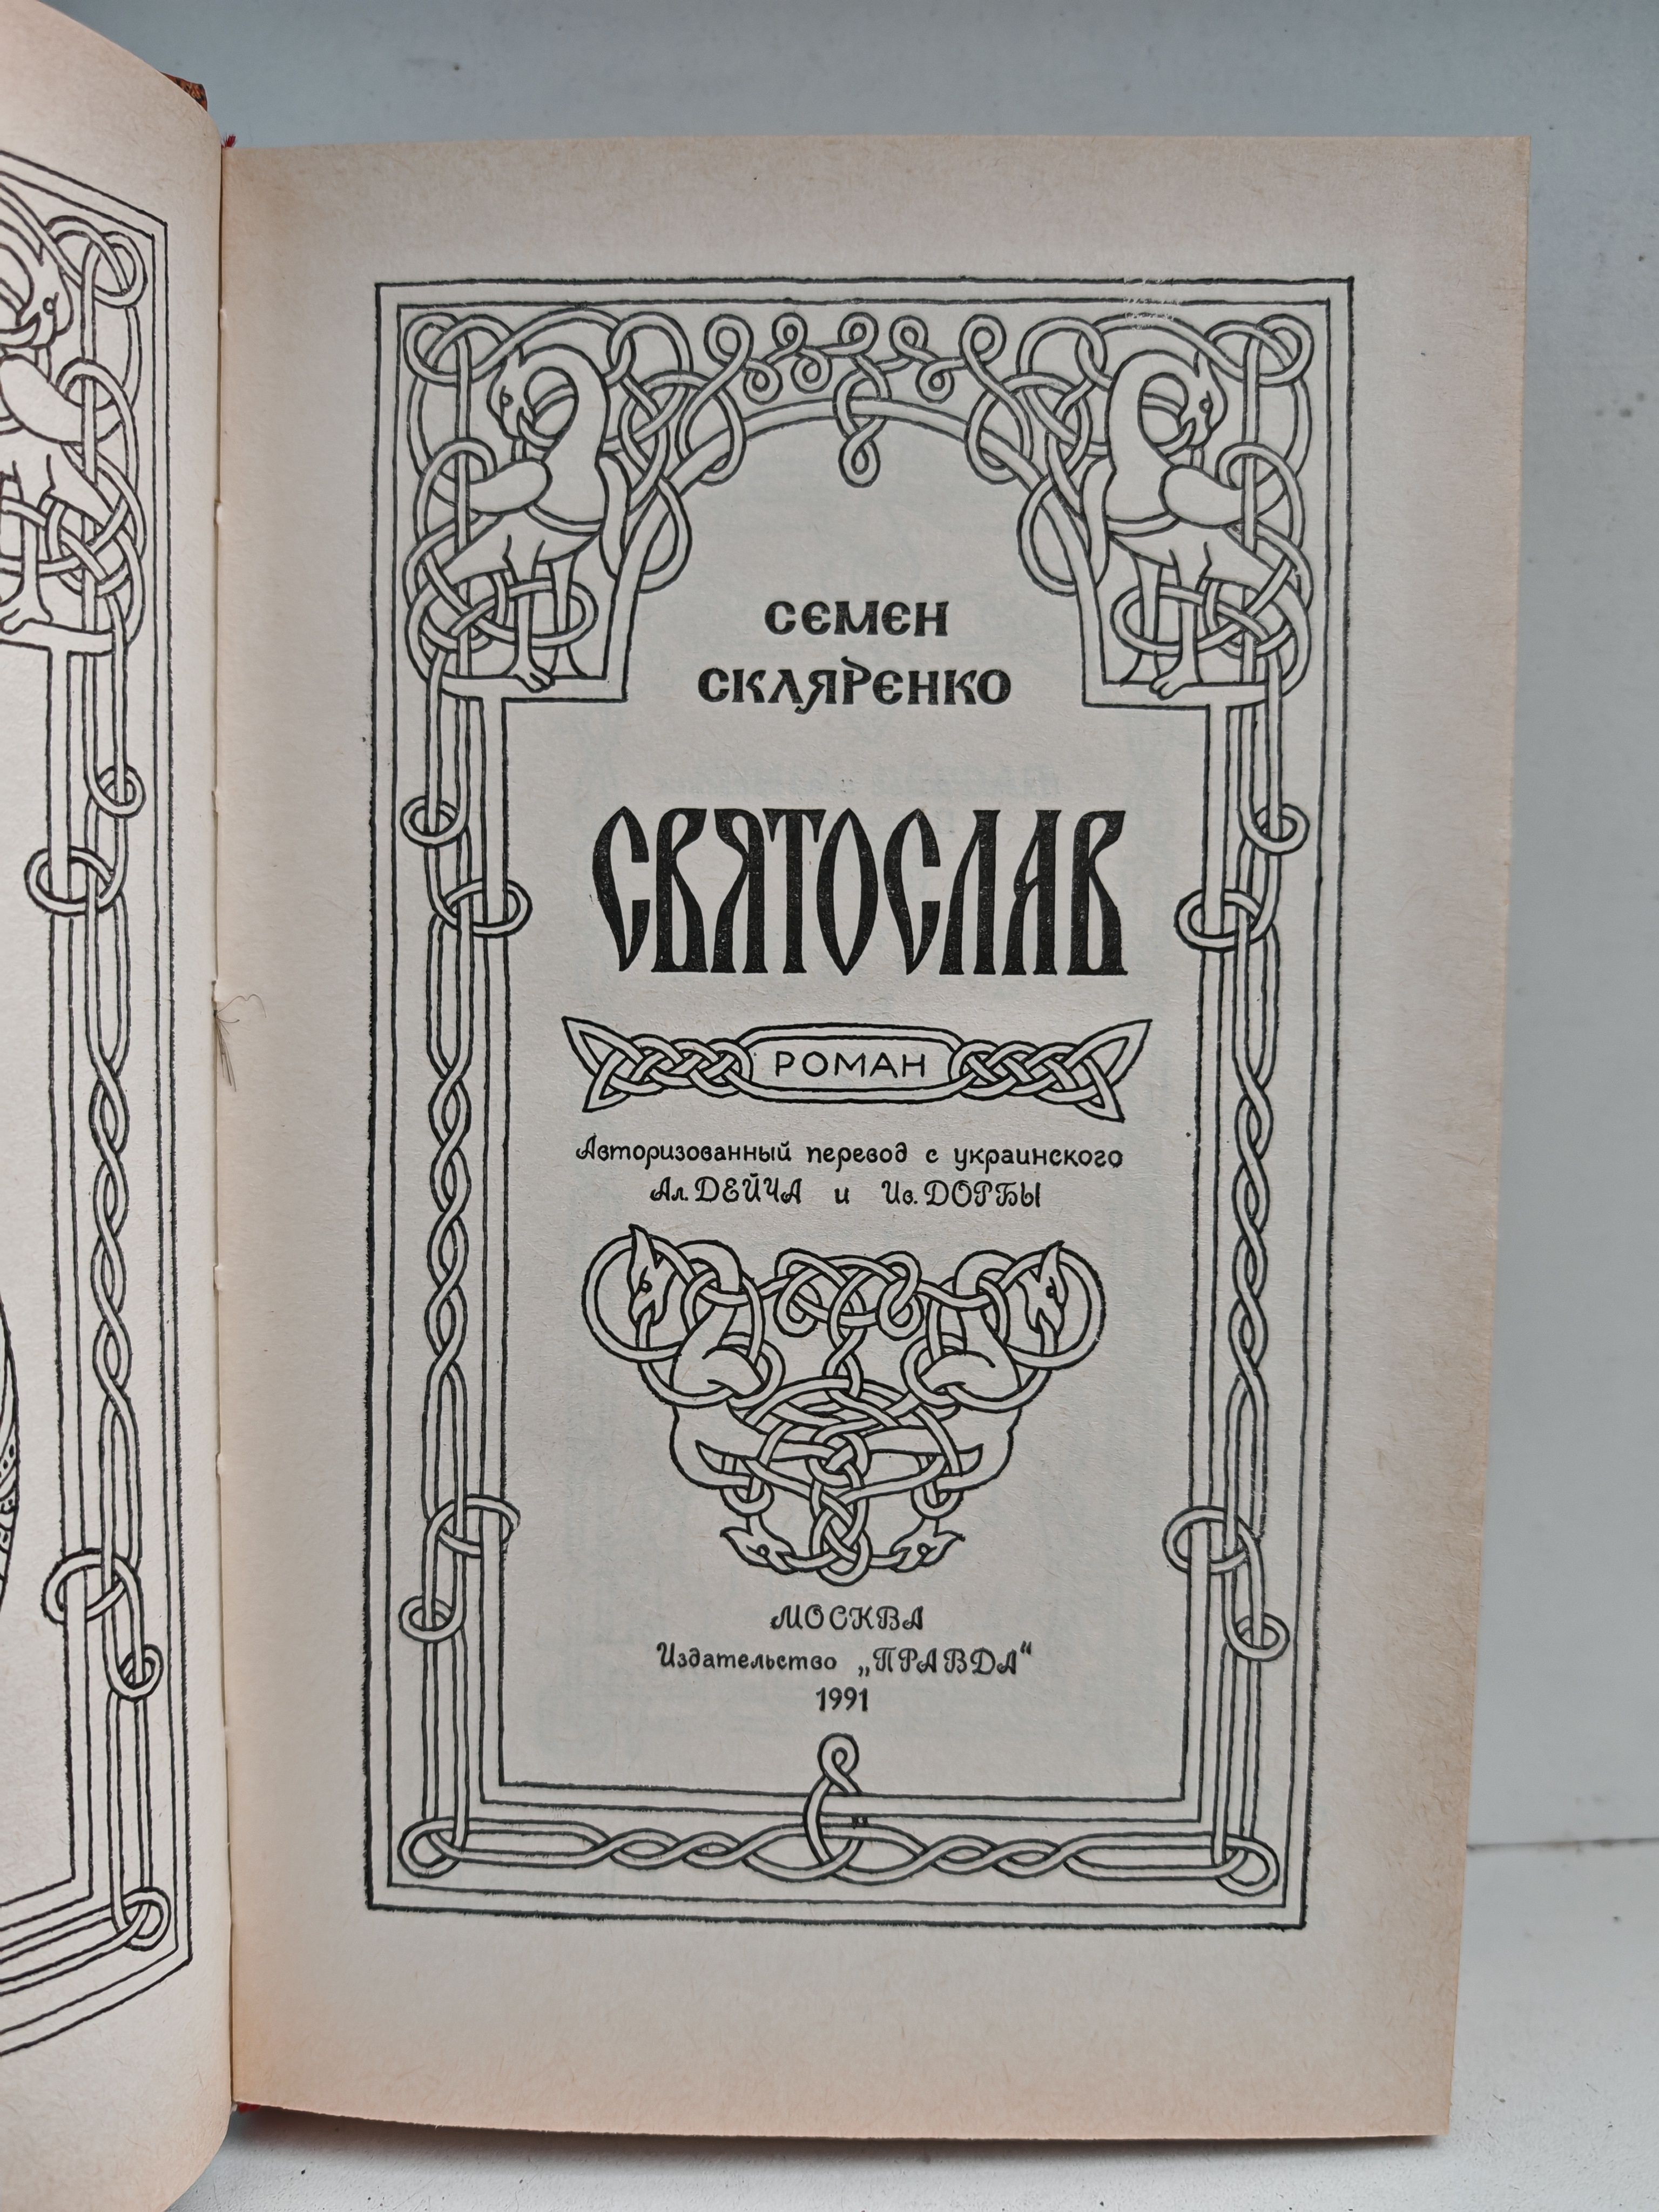 СЕМЕН
СКЛЯРЕНКО
СВЯТОСЛАВ
РОМАН
Авторизованный перевод с украинского
Ал. ДЕЙЧА и Ив. ДОРБЫ
МОСКВА
Издательство „ПРАВДА“
1991